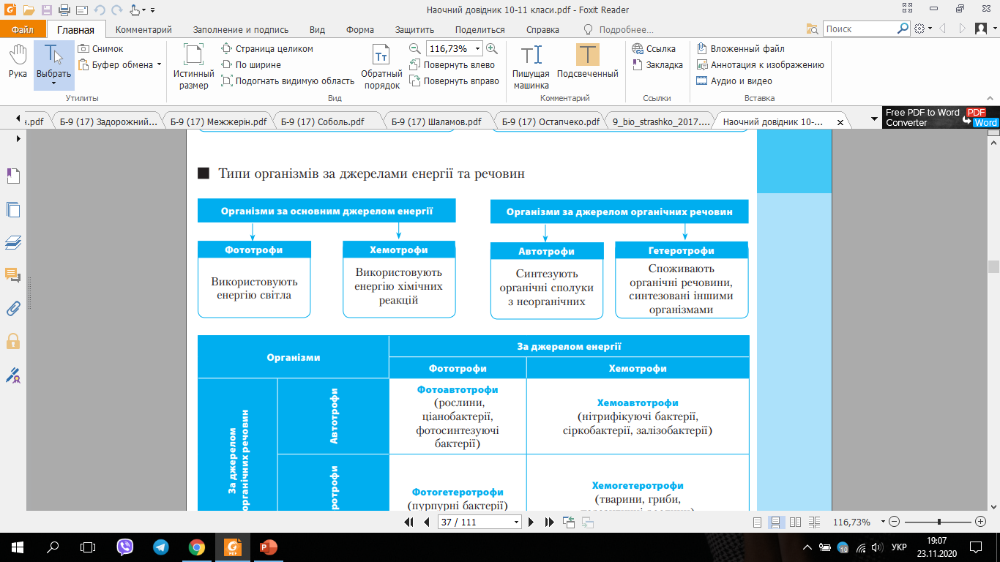 Наочний довідник 10-11 класи.pdf - Foxit Reader
Файл
Главная
Комментарий
Заполнение и подпись
Вид
Форма
Защитить
Поделиться
Справка
Подробнее...
Поиск
Рука
Выбрать
Снимок
Буфер обмена
Утилиты
Истинный размер
Страница целиком
По ширине
Подогнать видимую область
Обратный порядок
116,73%
Повернуть влево
Повернуть вправо
Вид
Пишущая машинка
Подсвеченный
Комментарий
Ссылка
Закладка
Ссылки
Вложенный файл
Аннотация к изображению
Аудио и видео
Вставка
н.pdf
Б-9 (17) Задорожний...
Б-9 (17) Межжерін.pdf
Б-9 (17) Соболь.pdf
Б-9 (17) Шаламов.pdf
Б-9 (17) Остапчеко.pdf
9_bio_strashko_2017....
Наочний довідник 10-...
Free PDF to Word
Converter
PDF
Word
Типи організмів за джерелами енергії та речовин
Організми за основним джерелом енергії
Фототрофи
Використовують
енергію світла
Хемотрофи
Використовують
енергію хімічних
реакцій
Організми за джерелом органічних речовин
Автотрофи
Синтезують
органічні сполуки
з неорганічних
Гетеротрофи
Споживають
органічні речовини,
синтезовані іншими
організмами
Організми
За джерелом енергії
Фототрофи
Хемотрофи
За джерелом
органічних речовин
Автотрофи
Фотоавтотрофи
(рослини,
ціанобактерії,
фотосинтезуючі
бактерії)
Хемоавтотрофи
(нітрифікуючі бактерії,
сіркобактерії, залізобактерії)
ротрофи
Фотогетеротрофи
(пурпурні бактерії)
Хемогетеротрофи
(тварини, гриби,
37 / 111
116,73%
10
УКР
19:07
23.11.2020